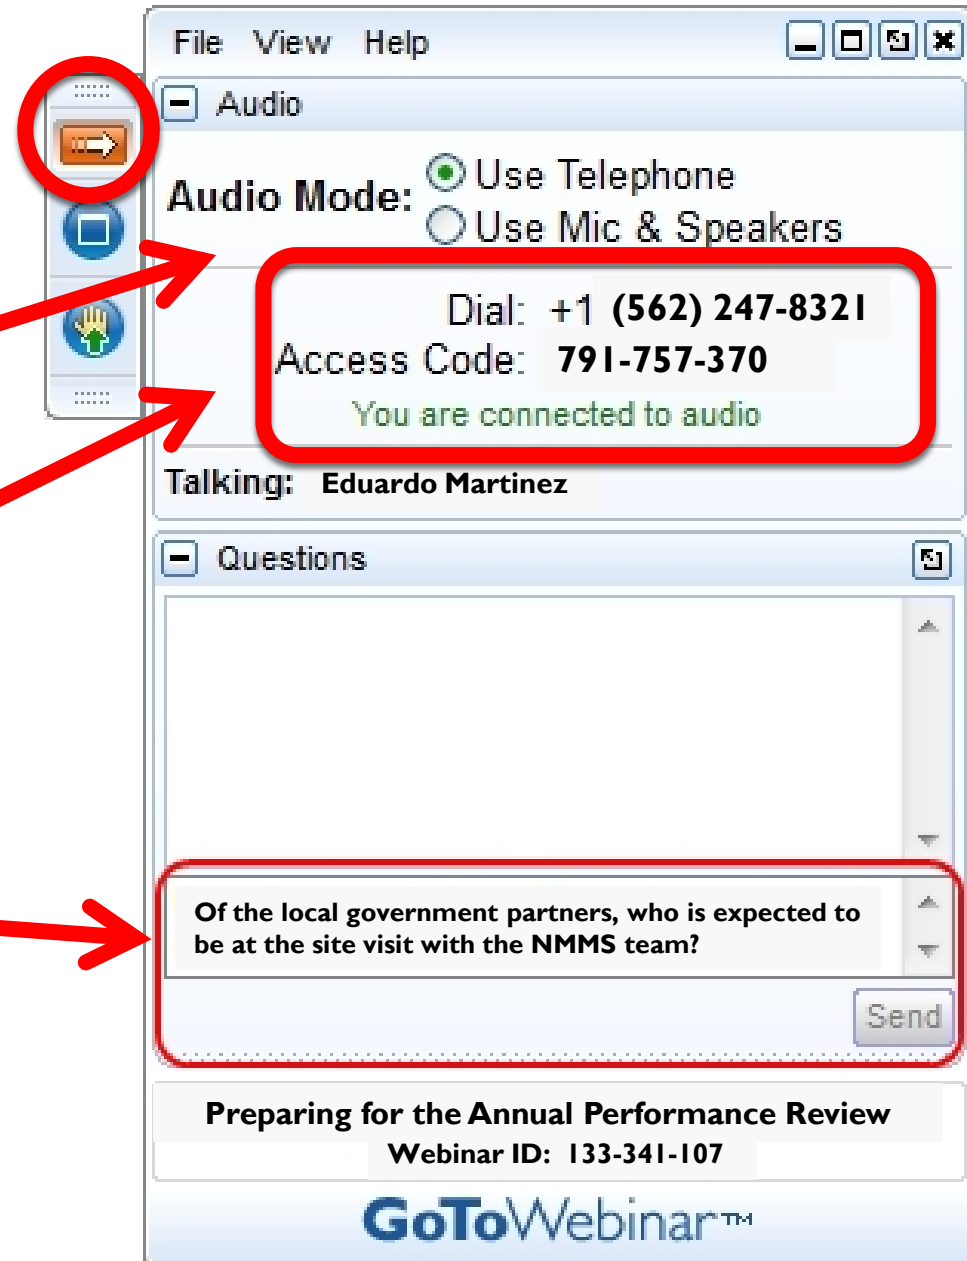 File View Help
Audio
Audio Mode:
Use Telephone
Use Mic & Speakers
Dial: +1 (562) 247-8321
Access Code: 791-757-370
You are connected to audio
Talking: Eduardo Martinez
Questions
Of the local government partners, who is expected to
be at the site visit with the NMMS team?
Send
Preparing for the Annual Performance Review
Webinar ID: 133-341-107
GoToWebinar™